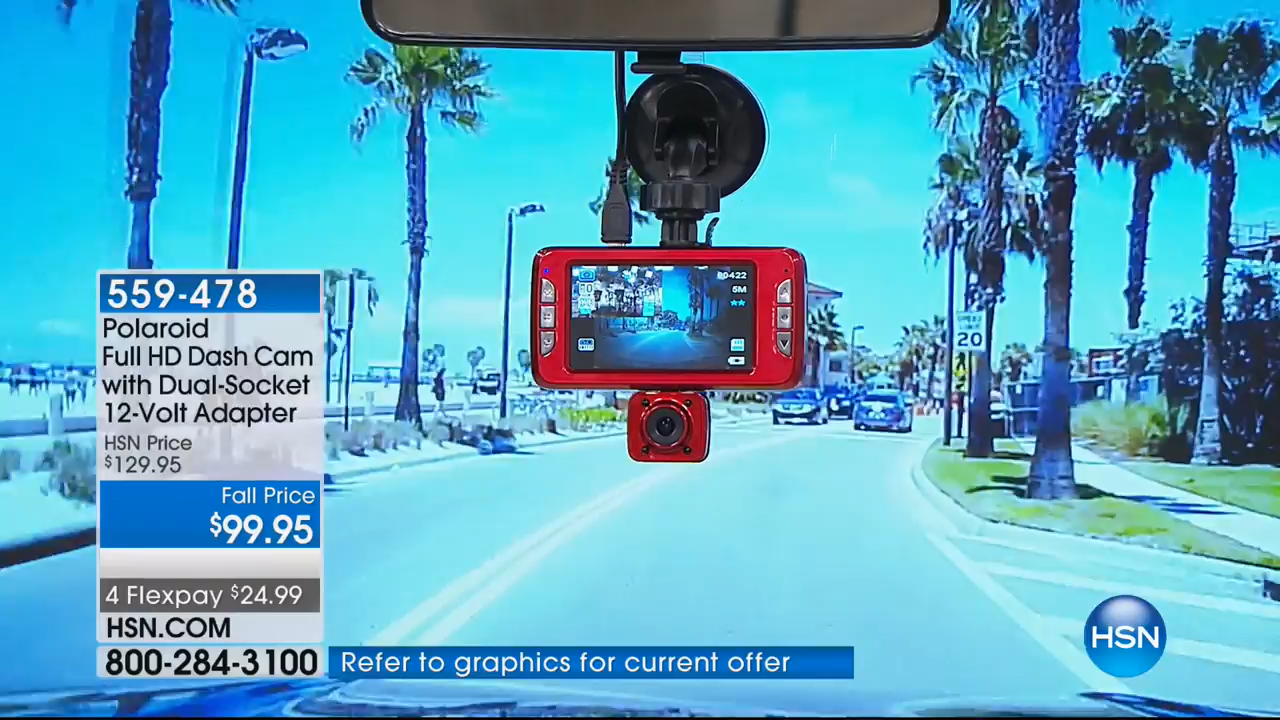 559-478
Polaroid
Full HD Dash Cam
with Dual-Socket
12-Volt Adapter
HSN Price
$129.95
Fall Price
$99.95
4 Flexpay $24.99
HSN.COM
800-284-3100
Refer to graphics for current offer
HSN
5M
SPEED
LIMIT
20